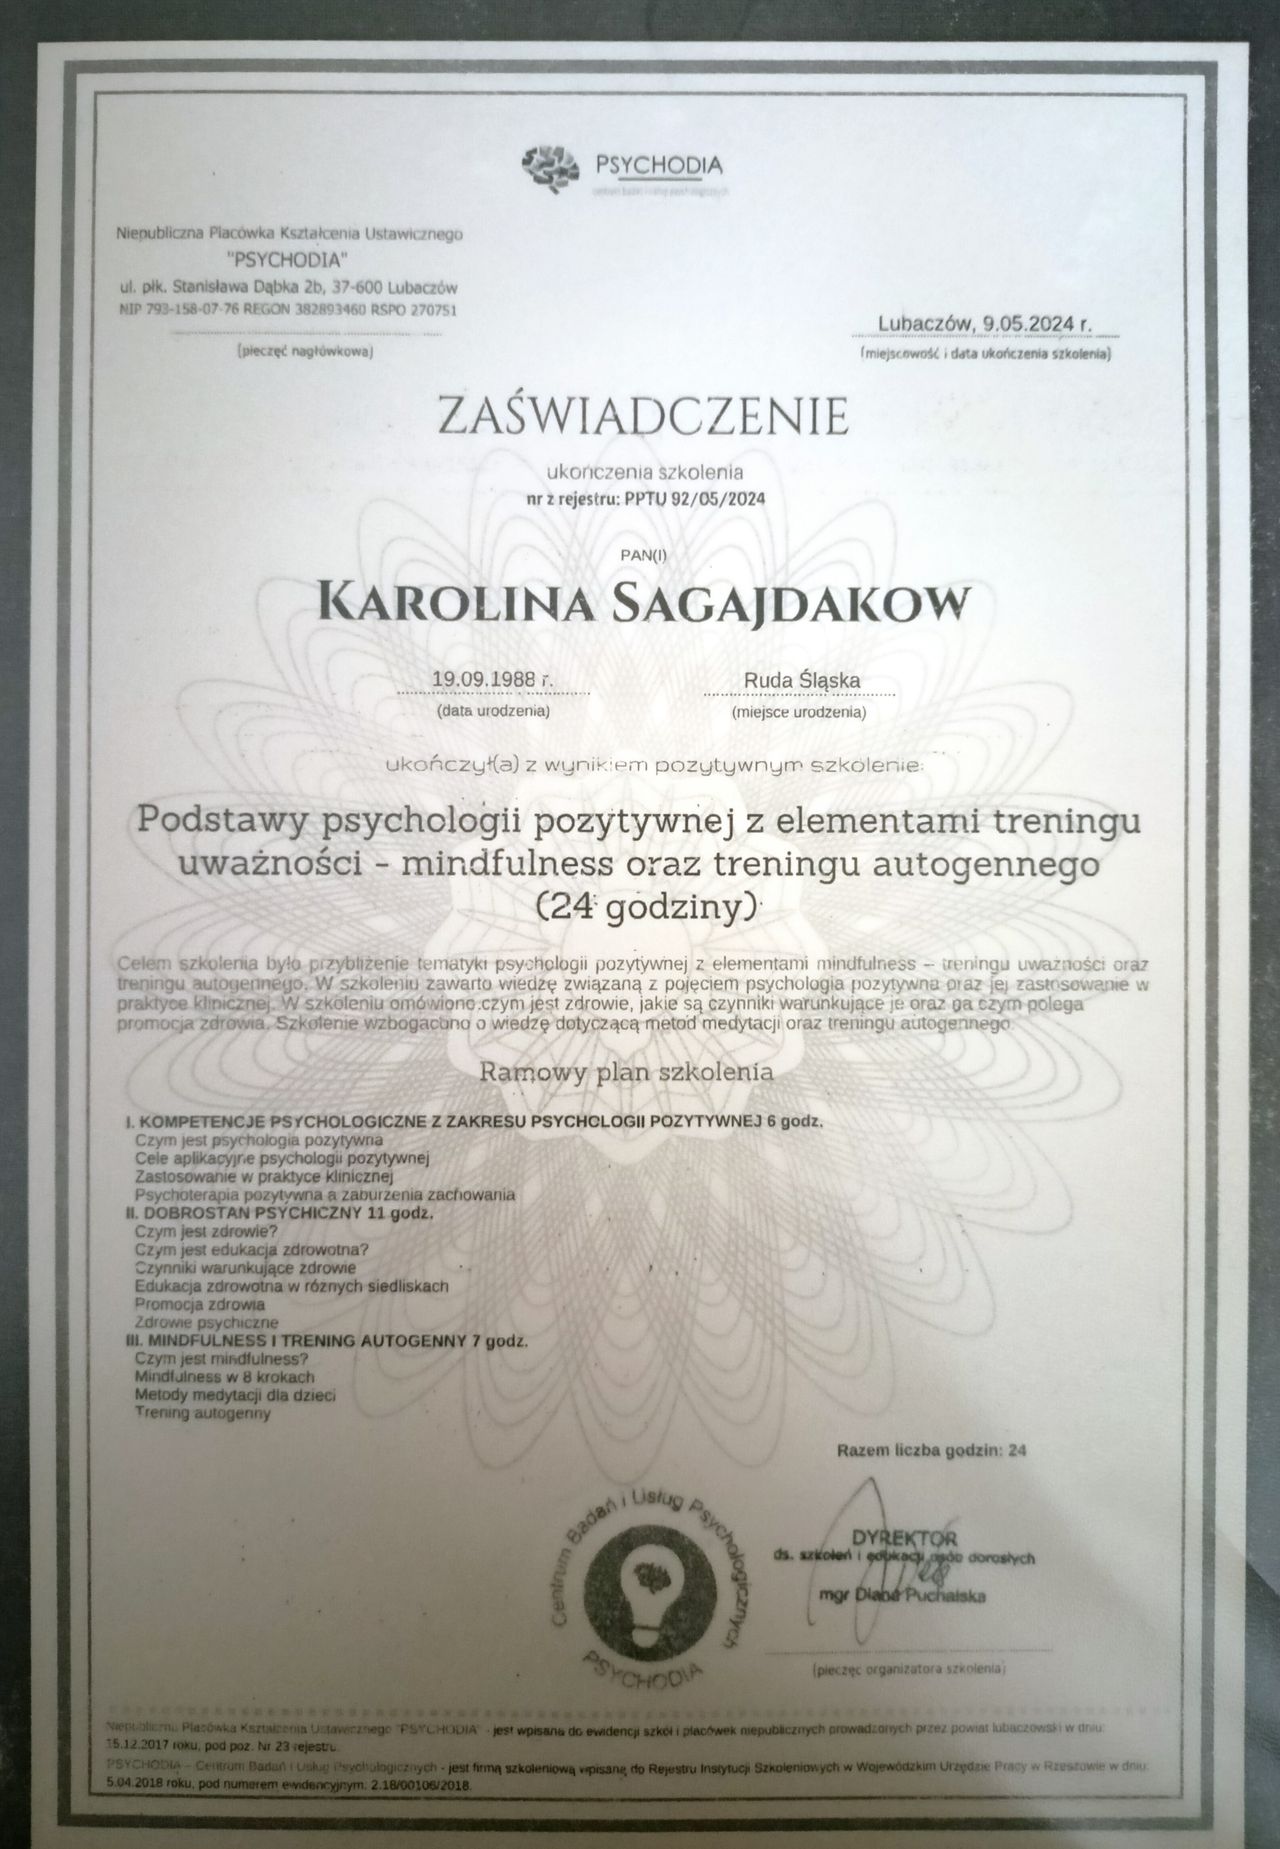 PSYCHODIA
Niepubliczna Placówka Kształcenia Ustawicznego
"PSYCHODIA"
ul. płk. Stanisława Dąbka 2b, 37-600 Lubaczów
NIP 793-158-07-76 REGON 382893460 RSPO 270751
(pieczęć nagłówkowa)
Lubaczów, 9.05.2024 r.
(miejscowość i data ukończenia szkolenia)
ZAŚWIADCZENIE
ukończenia szkolenia
nr z rejestru: PPTU 92/05/2024
PAN(I)
KAROLINA SAGAJDAKOW
19.09.1988 r.
(data urodzenia)
Ruda Śląska
(miejsce urodzenia)
ukończył(a) z wynikiem pozytywnym szkolenie:
Podstawy psychologii pozytywnej z elementami treningu
uważności - mindfulness oraz treningu autogennego
(24 godziny)
Celem szkolenia było przybliżenie tematyki psychologii pozytywnej z elementami mindfulness – treningu uważności oraz
treningu autogennego. W szkoleniu zawarto wiedzę związaną z pojęciem psychologia pozytywna oraz jej zastosowanie w
praktyce klinicznej. W szkoleniu omówiono czym jest zdrowie, jakie są czynniki warunkujące je oraz na czym polega
promocja zdrowia. Szkolenie wzbogacono o wiedzę dotyczącą metod medytacji oraz treningu autogennego.
Ramowy plan szkolenia
I. KOMPETENCJE PSYCHOLOGICZNE Z ZAKRESU PSYCHOLOGII POZYTYWNEJ 6 godz.
Czym jest psychologia pozytywna
Cele aplikacyjne psychologii pozytywnej
Zastosowanie w praktyce klinicznej
Psychoterapia pozytywna a zaburzenia zachowania
II. DOBROSTAN PSYCHICZNY 11 godz.
Czym jest zdrowie?
Czym jest edukacja zdrowotna?
Czynniki warunkujące zdrowie
Edukacja zdrowotna w różnych siedliskach
Promocja zdrowia
Zdrowie psychiczne
III. MINDFULNESS I TRENING AUTOGENNY 7 godz.
Czym jest mindfulness?
Mindfulness w 8 krokach
Metody medytacji dla dzieci
Trening autogenny
Razem liczba godzin: 24
Centrum Badań i Usług Psychologicznych
PSYCHODIA
DYREKTOR
ds. szkoleń i edukacji osób dorosłych
mgr Diana Puchalska
(pieczęć organizatora szkolenia)
Niepubliczna Placówka Kształcenia Ustawicznego "PSYCHODIA" - jest wpisana do ewidencji szkół i placówek niepublicznych prowadzonych przez powiat lubaczowski w dniu:
15.12.2017 roku, pod poz. Nr 23 rejestru.
PSYCHODIA – Centrum Badań i Usług Psychologicznych - jest firmą szkoleniową wpisaną do Rejestru Instytucji Szkoleniowych w Wojewódzkim Urzędzie Pracy w Rzeszowie w dniu:
5.04.2018 roku, pod numerem ewidencyjnym: 2.18/00106/2018.